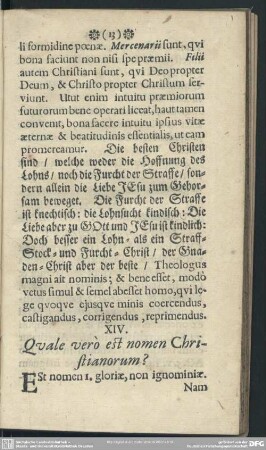 (13)
li formidine pœnæ. Mercenarii sunt, qvi
bona faciunt non nisi spe præmii. Filii
autem Christiani sunt, qvi Deo propter
Deum, & Christo propter Christum ser-
viunt. Utut enim intuitu præmiorum
futurorum bene operari liceat, haut tamen
convenit, bona facere intuitu ipsius vitæ
æternæ & beatitudinis essentialis, ut eam
promereamur. Die besten Christen
sind / welche weder die Hoffnung des
Lohns / noch die Furcht der Straffe / son-
dern allein die Liebe JEsu zum Gehor-
sam beweget. Die Furcht der Straffe
ist knechtisch: die Lohnsucht kindisch: Die
Liebe aber zu GOtt und JEsu ist kindlich:
Doch besser ein Lohn- als ein Straff-
Stock- und Furcht-Christ / der Gna-
den-Christ aber der beste / Theologus
magni ait nominis; & bene esset, modò
vetus simul & semel abesset homo, qvi le-
ge qvoqve ejusqve minis coercendus,
castigandus, corrigendus, reprimendus.
XIV.
Qvale verò est nomen Chri-
stianorum?
ESt nomen 1. gloriæ, non ignominiæ.
Nam